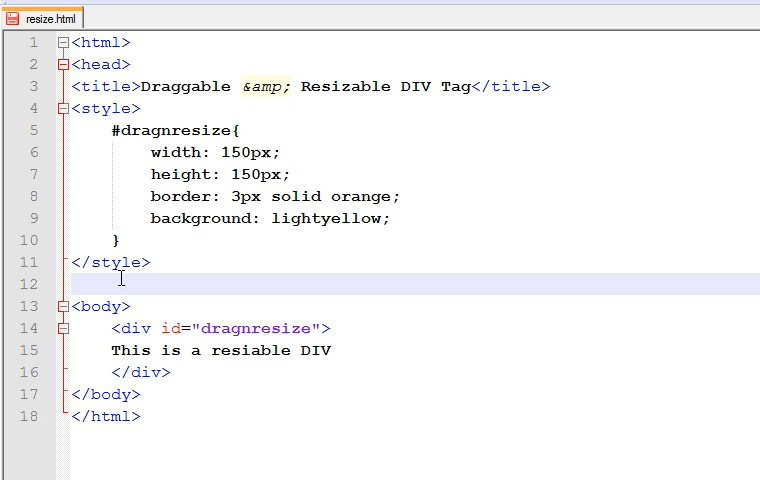 resize.html
1 <html>
2 <head>
3 <title>Draggable &amp; Resizable DIV Tag</title>
4 <style>
5 #dragnresize{
6 width: 150px;
7 height: 150px;
8 border: 3px solid orange;
9 background: lightyellow;
10 }
11 </style>
12
13 <body>
14 <div id="dragnresize">
15 This is a resiable DIV
16 </div>
17 </body>
18 </html>